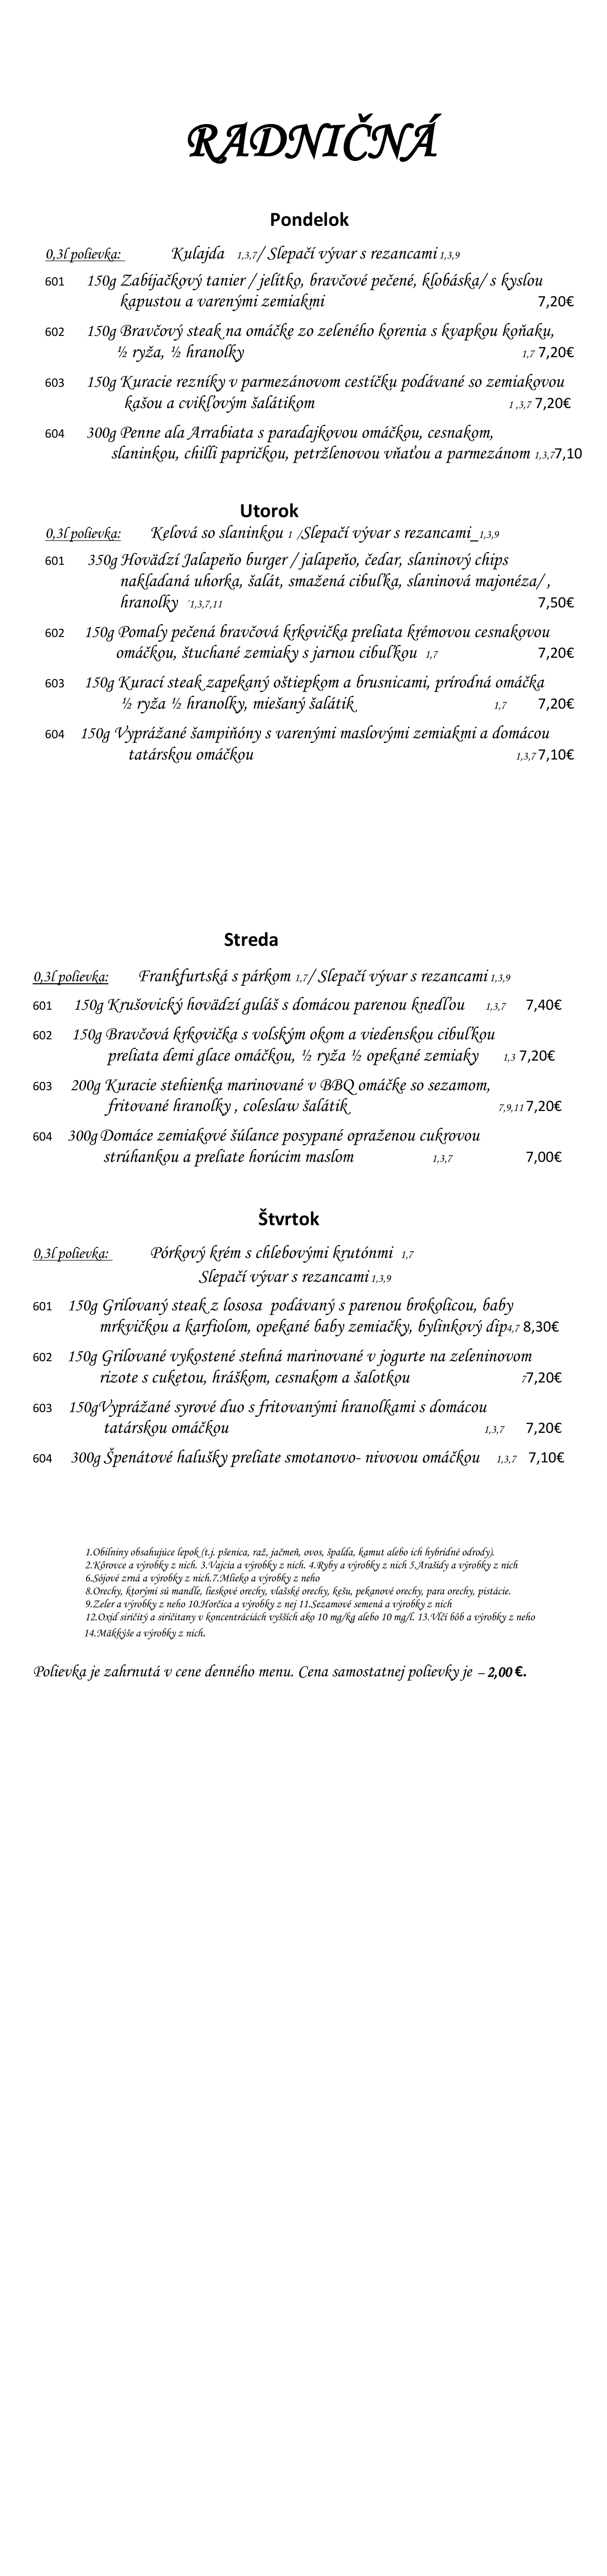 RADNIČNÁ
Pondelok
0,3l polievka: Kulajda 1,3,7/ Slepačí vývar s rezancami 1,3,9
601 150g Zabíjačkový tanier / jelítko, bravčové pečené, klobáska/ s kyslou
kapustou a varenými zemiakmi 7,20€
602 150g Bravčový steak na omáčke zo zeleného korenia s kvapkou koňaku,
½ ryža, ½ hranolky 1,7 7,20€
603 150g Kuracie rezníky v parmezánovom cestíčku podávané so zemiakovou
kašou a cvikľovým šalátikom 1 ,3,7 7,20€
604 300g Penne ala Arrabiata s paradajkovou omáčkou, cesnakom,
slaninkou, chilli papričkou, petržlenovou vňaťou a parmezánom 1,3,77,10
Utorok
0,3l polievka: Kelová so slaninkou 1 /Slepačí vývar s rezancami_1,3,9
601 350g Hovädzí Jalapeňo burger / jalapeňo, čedar, slaninový chips
nakladaná uhorka, šalát, smažená cibuľka, slaninová majonéza/ ,
hranolky ´1,3,7,11 7,50€
602 150g Pomaly pečená bravčová krkovička preliata krémovou cesnakovou
omáčkou, štuchané zemiaky s jarnou cibuľkou 1,7 7,20€
603 150g Kurací steak zapekaný oštiepkom a brusnicami, prírodná omáčka
½ ryža ½ hranolky, miešaný šalátik 1,7 7,20€
604 150g Vyprážané šampiňóny s varenými maslovými zemiakmi a domácou
tatárskou omáčkou 1,3,7 7,10€
Streda
0,3l polievka: Frankfurtská s párkom 1,7/ Slepačí vývar s rezancami 1,3,9
601 150g Krušovický hovädzí guláš s domácou parenou knedľou 1,3,7 7,40€
602 150g Bravčová krkovička s volským okom a viedenskou cibuľkou
preliata demi glace omáčkou, ½ ryža ½ opekané zemiaky 1,3 7,20€
603 200g Kuracie stehienka marinované v BBQ omáčke so sezamom,
fritované hranolky , coleslaw šalátik 7,9,11 7,20€
604 300g Domáce zemiakové šúlance posypané opraženou cukrovou
strúhankou a preliate horúcim maslom 1,3,7 7,00€
Štvrtok
0,3l polievka: Pórkový krém s chlebovými krutónmi 1,7
Slepačí vývar s rezancami 1,3,9
601 150g Grilovaný steak z lososa podávaný s parenou brokolicou, baby
mrkvičkou a karfiolom, opekané baby zemiačky, bylinkový dip4,7 8,30€
602 150g Grilované vykostené stehná marinované v jogurte na zeleninovom
rizote s cuketou, hráškom, cesnakom a šalotkou 77,20€
603 150gVyprážané syrové duo s fritovanými hranolkami s domácou
tatárskou omáčkou 1,3,7 7,20€
604 300g Špenátové halušky preliate smotanovo- nivovou omáčkou 1,3,7 7,10€
1.Obilniny obsahujúce lepok (t.j. pšenica, raž, jačmeň, ovos, špalda, kamut alebo ich hybridné odrody).
2.Kôrovce a výrobky z nich. 3.Vajcia a výrobky z nich. 4.Ryby a výrobky z nich 5.Arašidy a výrobky z nich
6.Sójové zrná a výrobky z nich.7.Mlieko a výrobky z neho
8.Orechy, ktorými sú mandle, lieskové orechy, vlašské orechy, kešu, pekanové orechy, para orechy, pistácie.
9.Zeler a výrobky z neho 10.Horčica a výrobky z nej 11.Sezamové semená a výrobky z nich
12.Oxid siričitý a siričitany v koncentráciách vyšších ako 10 mg/kg alebo 10 mg/l. 13.Vlčí bôb a výrobky z neho
14.Mäkkýše a výrobky z nich.
Polievka je zahrnutá v cene denného menu. Cena samostatnej polievky je – 2,00 €.